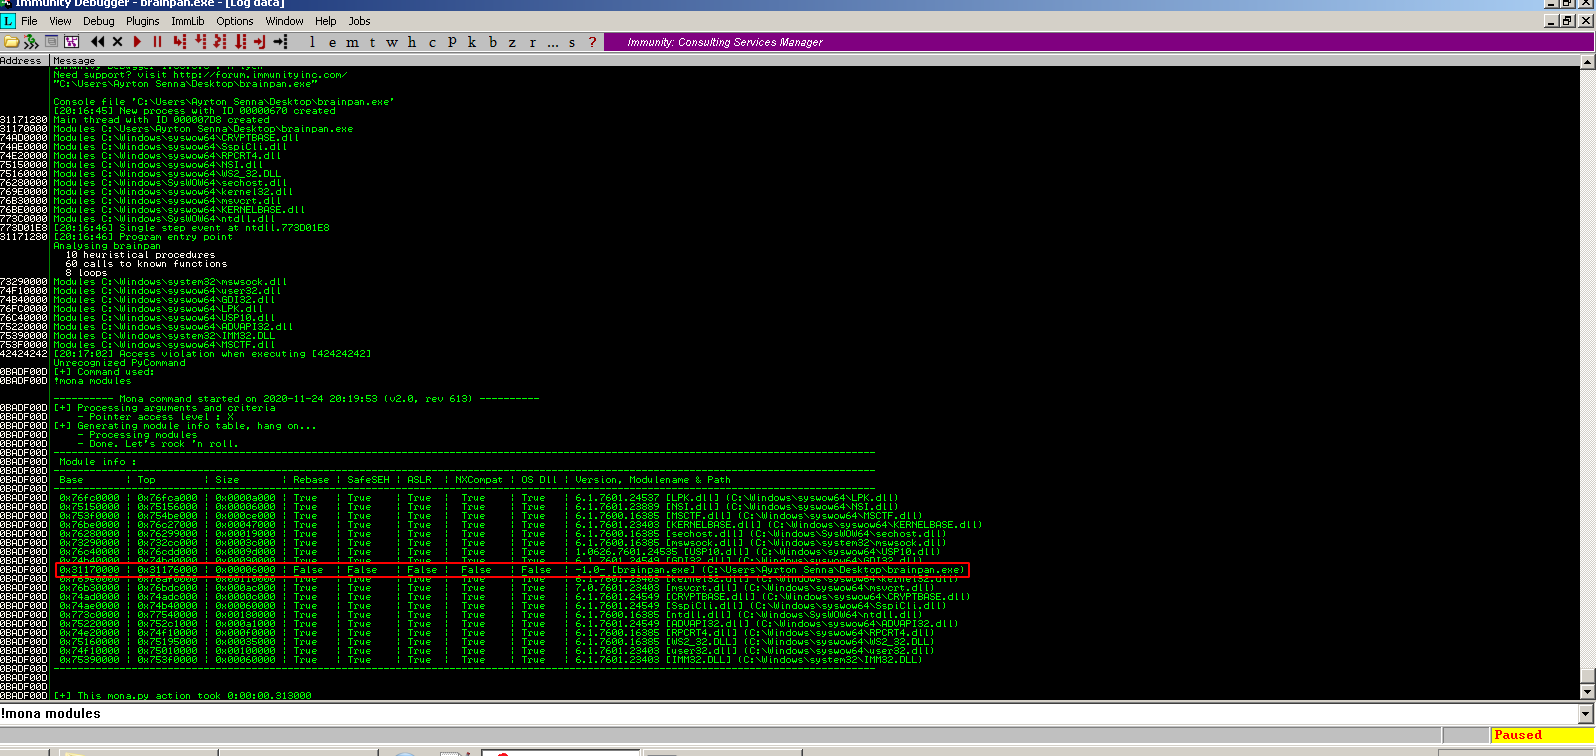 Immunity Debugger - brainpan.exe - [Log data]
L File View Debug Plugins ImmLib Options Window Help Jobs
l e m t w h c P k b z r ... s ? Immunity: Consulting Services Manager
Address Message
Need support? visit http://forum.immunityinc.com/
"C:\Users\Ayrton Senna\Desktop\brainpan.exe"
Console file 'C:\Users\Ayrton Senna\Desktop\brainpan.exe'
[20:16:45] New process with ID 00000670 created
31171280 Main thread with ID 000007D8 created
31170000 Modules C:\Users\Ayrton Senna\Desktop\brainpan.exe
74AD0000 Modules C:\Windows\syswow64\CRYPTBASE.dll
74AE0000 Modules C:\Windows\syswow64\SspiCli.dll
74E20000 Modules C:\Windows\syswow64\RPCRT4.dll
75150000 Modules C:\Windows\syswow64\NSI.dll
75160000 Modules C:\Windows\syswow64\WS2_32.DLL
76280000 Modules C:\Windows\SysWOW64\sechost.dll
769E0000 Modules C:\Windows\syswow64\kernel32.dll
76B30000 Modules C:\Windows\syswow64\msvcrt.dll
76BE0000 Modules C:\Windows\syswow64\KERNELBASE.dll
773C0000 Modules C:\Windows\SysWOW64\ntdll.dll
773D01E8 [20:16:46] Single step event at ntdll.773D01E8
31171280 [20:16:46] Program entry point
Analysing brainpan
10 heuristical procedures
60 calls to known functions
8 loops
73290000 Modules C:\Windows\system32\mswsock.dll
74F10000 Modules C:\Windows\syswow64\user32.dll
74B40000 Modules C:\Windows\syswow64\GDI32.dll
76FC0000 Modules C:\Windows\syswow64\LPK.dll
76C40000 Modules C:\Windows\syswow64\USP10.dll
75220000 Modules C:\Windows\syswow64\ADVAPI32.dll
75390000 Modules C:\Windows\system32\IMM32.DLL
753F0000 Modules C:\Windows\syswow64\MSCTF.dll
42424242 [20:17:02] Access violation when executing [42424242]
Unrecognized PyCommand
0BADF00D [+] Command used:
0BADF00D !mona modules
---------- Mona command started on 2020-11-24 20:19:53 (v2.0, rev 613) ----------
0BADF00D [+] Processing arguments and criteria
0BADF00D - Pointer access level : X
0BADF00D [+] Generating module info table, hang on...
0BADF00D - Processing modules
0BADF00D - Done. Let's rock 'n roll.
0BADF00D
0BADF00D Module info :
0BADF00D
0BADF00D Base | Top | Size | Rebase | SafeSEH | ASLR | NXCompat | OS Dll | Version, Modulename & Path
0BADF00D
0BADF00D 0x76fc0000 | 0x76fca000 | 0x0000a000 | True | True | True | True | True | 6.1.7601.24537 [LPK.dll] (C:\Windows\syswow64\LPK.dll)
0BADF00D 0x75150000 | 0x75156000 | 0x00006000 | True | True | True | True | True | 6.1.7601.23889 [NSI.dll] (C:\Windows\syswow64\NSI.dll)
0BADF00D 0x753f0000 | 0x754be000 | 0x000ce000 | True | True | True | True | True | 6.1.7600.16385 [MSCTF.dll] (C:\Windows\syswow64\MSCTF.dll)
0BADF00D 0x76be0000 | 0x76c27000 | 0x00047000 | True | True | True | True | True | 6.1.7601.23403 [KERNELBASE.dll] (C:\Windows\syswow64\KERNELBASE.dll)
0BADF00D 0x76280000 | 0x76299000 | 0x00019000 | True | True | True | True | True | 6.1.7600.16385 [sechost.dll] (C:\Windows\SysWOW64\sechost.dll)
0BADF00D 0x73290000 | 0x732cc000 | 0x0003c000 | True | True | True | True | True | 6.1.7600.16385 [mswsock.dll] (C:\Windows\system32\mswsock.dll)
0BADF00D 0x76c40000 | 0x76cdd000 | 0x0009d000 | True | True | True | True | True | 1.0626.7601.24535 [USP10.dll] (C:\Windows\syswow64\USP10.dll)
0BADF00D 0x74b40000 | 0x74bd0000 | 0x00090000 | True | True | True | True | True | 6.1.7601.24549 [GDI32.dll] (C:\Windows\syswow64\GDI32.dll)
0BADF00D 0x31170000 | 0x31176000 | 0x00006000 | False | False | False | False | False | -1.0- [brainpan.exe] (C:\Users\Ayrton Senna\Desktop\brainpan.exe)
0BADF00D 0x769e0000 | 0x76af0000 | 0x00110000 | True | True | True | True | True | 6.1.7601.23403 [kernel32.dll] (C:\Windows\syswow64\kernel32.dll)
0BADF00D 0x76b30000 | 0x76bdc000 | 0x000ac000 | True | True | True | True | True | 7.0.7601.23403 [msvcrt.dll] (C:\Windows\syswow64\msvcrt.dll)
0BADF00D 0x74ad0000 | 0x74adc000 | 0x0000c000 | True | True | True | True | True | 6.1.7601.24549 [CRYPTBASE.dll] (C:\Windows\syswow64\CRYPTBASE.dll)
0BADF00D 0x74ae0000 | 0x74b40000 | 0x00060000 | True | True | True | True | True | 6.1.7601.24549 [SspiCli.dll] (C:\Windows\syswow64\SspiCli.dll)
0BADF00D 0x773c0000 | 0x77540000 | 0x00180000 | True | True | True | True | True | 6.1.7600.16385 [ntdll.dll] (C:\Windows\SysWOW64\ntdll.dll)
0BADF00D 0x75220000 | 0x752c1000 | 0x000a1000 | True | True | True | True | True | 6.1.7601.24549 [ADVAPI32.dll] (C:\Windows\syswow64\ADVAPI32.dll)
0BADF00D 0x74e20000 | 0x74f10000 | 0x000f0000 | True | True | True | True | True | 6.1.7600.16385 [RPCRT4.dll] (C:\Windows\syswow64\RPCRT4.dll)
0BADF00D 0x75160000 | 0x75195000 | 0x00035000 | True | True | True | True | True | 6.1.7600.16385 [WS2_32.DLL] (C:\Windows\syswow64\WS2_32.DLL)
0BADF00D 0x74f10000 | 0x75010000 | 0x00100000 | True | True | True | True | True | 6.1.7601.23403 [user32.dll] (C:\Windows\syswow64\user32.dll)
0BADF00D 0x75390000 | 0x753f0000 | 0x00060000 | True | True | True | True | True | 6.1.7601.23403 [IMM32.DLL] (C:\Windows\system32\IMM32.DLL)
0BADF00D
0BADF00D
0BADF00D
0BADF00D [+] This mona.py action took 0:00:00.313000
!mona modules
Paused